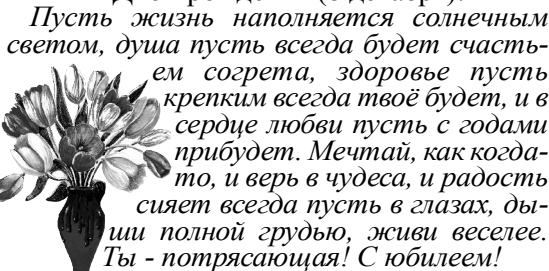 Пусть жизнь наполняется солнечным
светом, душа пусть всегда будет счасть-
ем согрета, здоровье пусть
крепким всегда твоё будет, и в
сердце любви пусть с годами
прибудет. Мечтай, как когда-
то, и верь в чудеса, и радость
сияет всегда пусть в глазах, ды-
ши полной грудью, живи веселее.
Ты - потрясающая! С юбилеем!